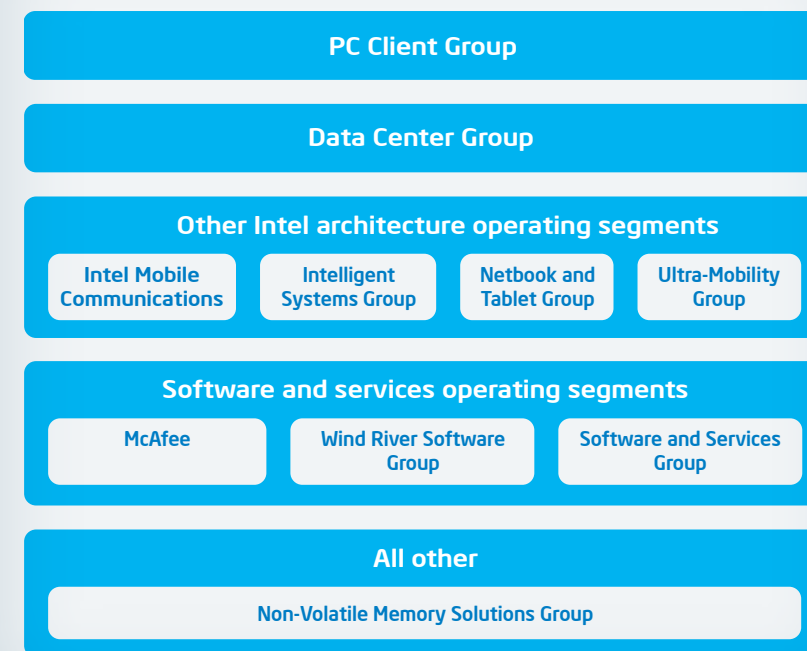 PC Client Group
Data Center Group
Other Intel architecture operating segments
Intel Mobile
Communications
Intelligent
Systems Group
Netbook and
Tablet Group
Ultra-Mobility
Group
Software and services operating segments
McAfee
Wind River Software
Group
Software and Services
Group
All other
Non-Volatile Memory Solutions Group